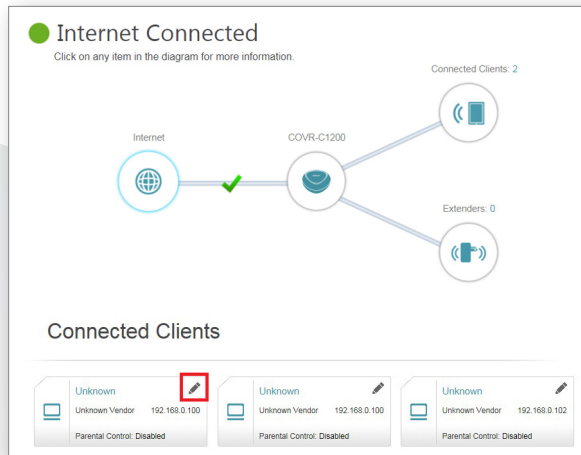 Internet Connected
Click on any item in the diagram for more information.
Connected Clients: 2
Internet
COVR-C1200
Extenders: 0
Connected Clients
Unknown
Unknown Vendor 192.168.0.100
Parental Control: Disabled
Unknown
Unknown Vendor 192.168.0.100
Parental Control: Disabled
Unknown
Unknown Vendor 192.168.0.102
Parental Control: Disabled